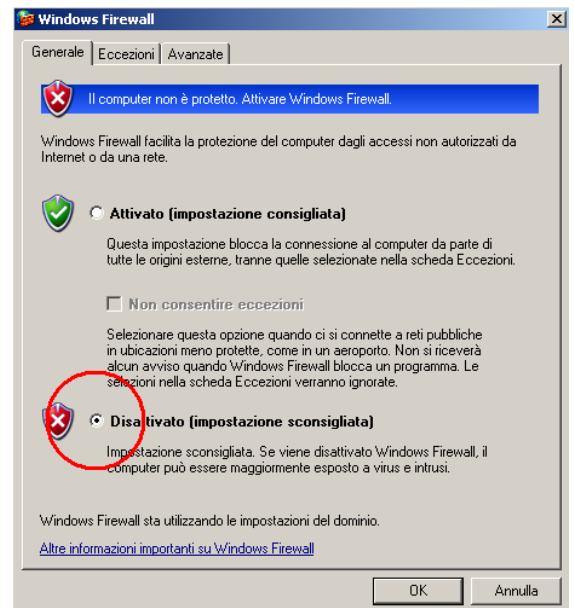 Windows Firewall
Generale Eccezioni Avanzate
Il computer non è protetto. Attivare Windows Firewall.
Windows Firewall facilita la protezione del computer dagli accessi non autorizzati da
Internet o da una rete.
Attivato (impostazione consigliata)
Questa impostazione blocca la connessione al computer da parte di
tutte le origini esterne, tranne quelle selezionate nella scheda Eccezioni.
Non consentire eccezioni
Selezionare questa opzione quando ci si connette a reti pubbliche
in ubicazioni meno protette, come in un aeroporto. Non si riceverà
alcun avviso quando Windows Firewall blocca un programma. Le
selezioni nella scheda Eccezioni verranno ignorate.
Disattivato (impostazione sconsigliata)
Impostazione sconsigliata. Se viene disattivato Windows Firewall, il
computer può essere maggiormente esposto a virus e intrusi.
Windows Firewall sta utilizzando le impostazioni del dominio.
Altre informazioni importanti su Windows Firewall
OK Annulla